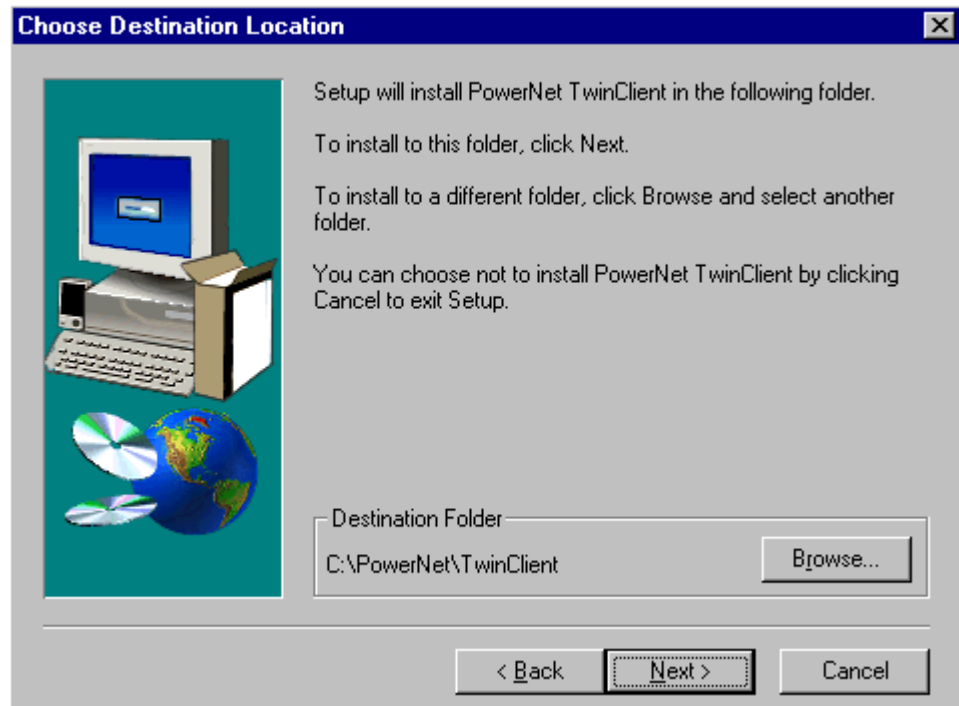 Choose Destination Location
Setup will install PowerNet TwinClient in the following folder.
To install to this folder, click Next.
To install to a different folder, click Browse and select another
folder.
You can choose not to install PowerNet TwinClient by clicking
Cancel to exit Setup.
Destination Folder
C:\PowerNet\TwinClient
Browse...
< Back
Next >
Cancel